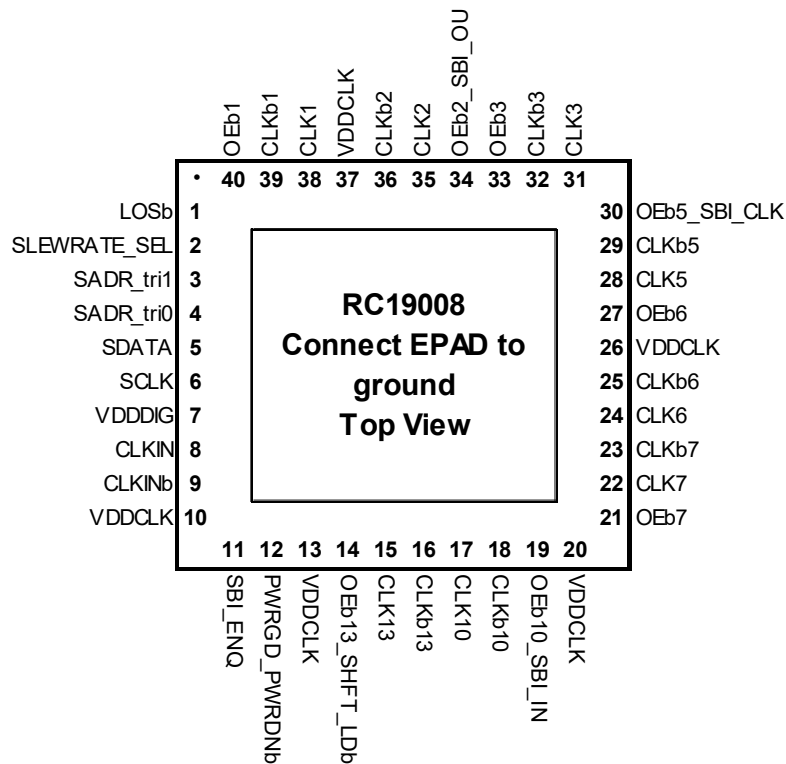 OEb1
CLKb1
CLK1
VDDCLK
CLKb2
CLK2
OEb2_SBI_OU
OEb3
CLKb3
CLK3
40 39 38 37 36 35 34 33 32 31
LOSb 1
SLEWRATE_SEL 2
SADR_tri1 3
SADR_tri0 4
SDATA 5
SCLK 6
VDDDIG 7
CLKIN 8
CLKINb 9
VDDCLK 10
RC19008
Connect EPAD to
ground
Top View
30 OEb5_SBI_CLK
29 CLKb5
28 CLK5
27 OEb6
26 VDDCLK
25 CLKb6
24 CLK6
23 CLKb7
22 CLK7
21 OEb7
11 12 13 14 15 16 17 18 19 20
SBI_ENQ
PWRGD_PWRDNb
VDDCLK
OEb13_SHFT_LDb
CLK13
CLKb13
CLK10
CLKb10
OEb10_SBI_IN
VDDCLK